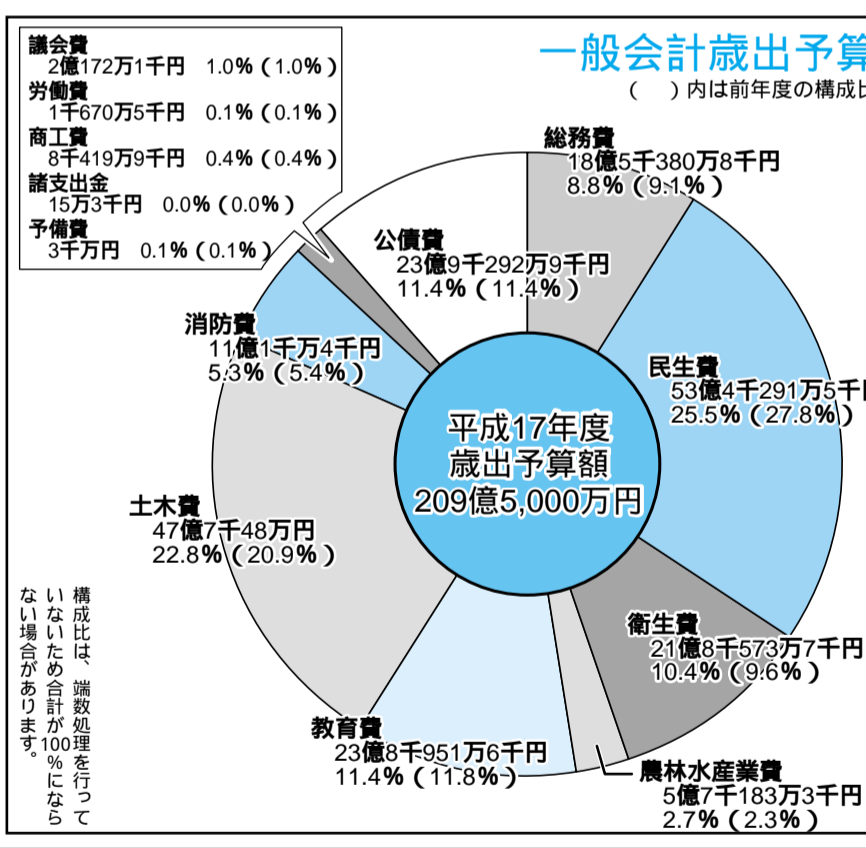 一般会計歳出予算
(　)内は前年度の構成比
議会費
2億172万1千円　1.0%(1.0%)
労働費
1千670万5千円　0.1%(0.1%)
商工費
8千419万9千円　0.4%(0.4%)
諸支出金
15万3千円　0.0%(0.0%)
予備費
3千万円　0.1%(0.1%)
総務費
18億5千380万8千円
8.8%(9.1%)
公債費
23億9千292万9千円
11.4%(11.4%)
消防費
11億1千万4千円
5.3%(5.4%)
民生費
53億4千291万5千円
25.5%(27.8%)
平成17年度
歳出予算額
209億5,000万円
土木費
47億7千48万円
22.8%(20.9%)
衛生費
21億8千573万7千円
10.4%(9.6%)
教育費
23億8千951万6千円
11.4%(11.8%)
農林水産業費
5億7千183万3千円
2.7%(2.3%)
構成比は、端数処理を行って
いないため合計が100%になら
ない場合があります。